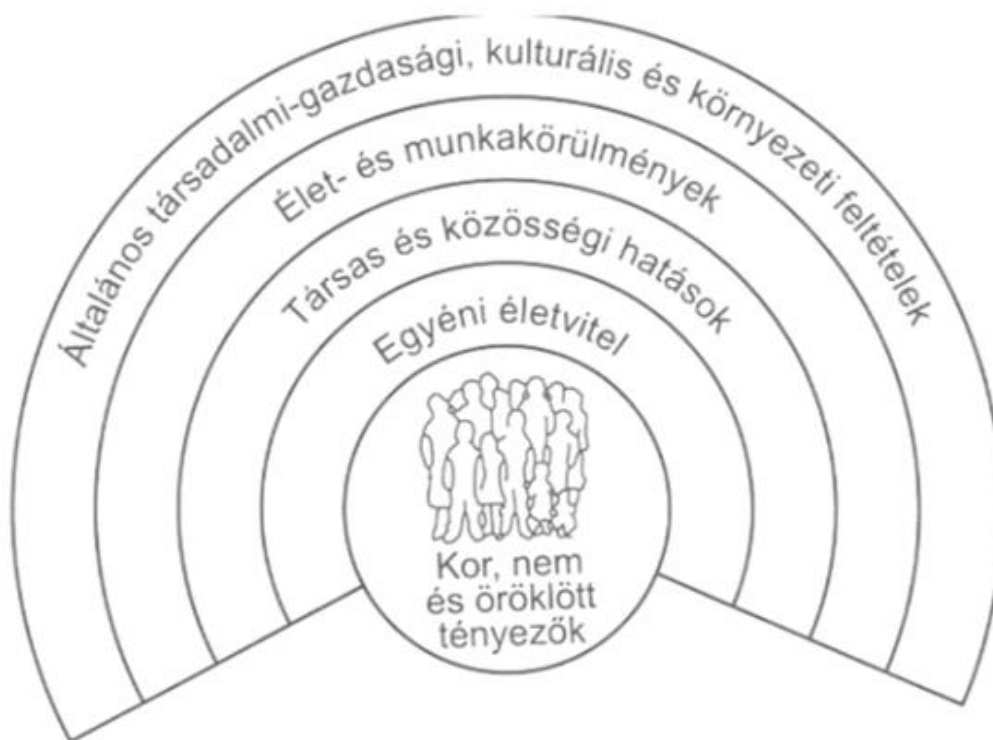 Általános társadalmi-gazdasági, kulturális és környezeti feltételek
Élet- és munkakörülmények
Társas és közösségi hatások
Egyéni életvitel
Kor, nem
és öröklött
tényezők